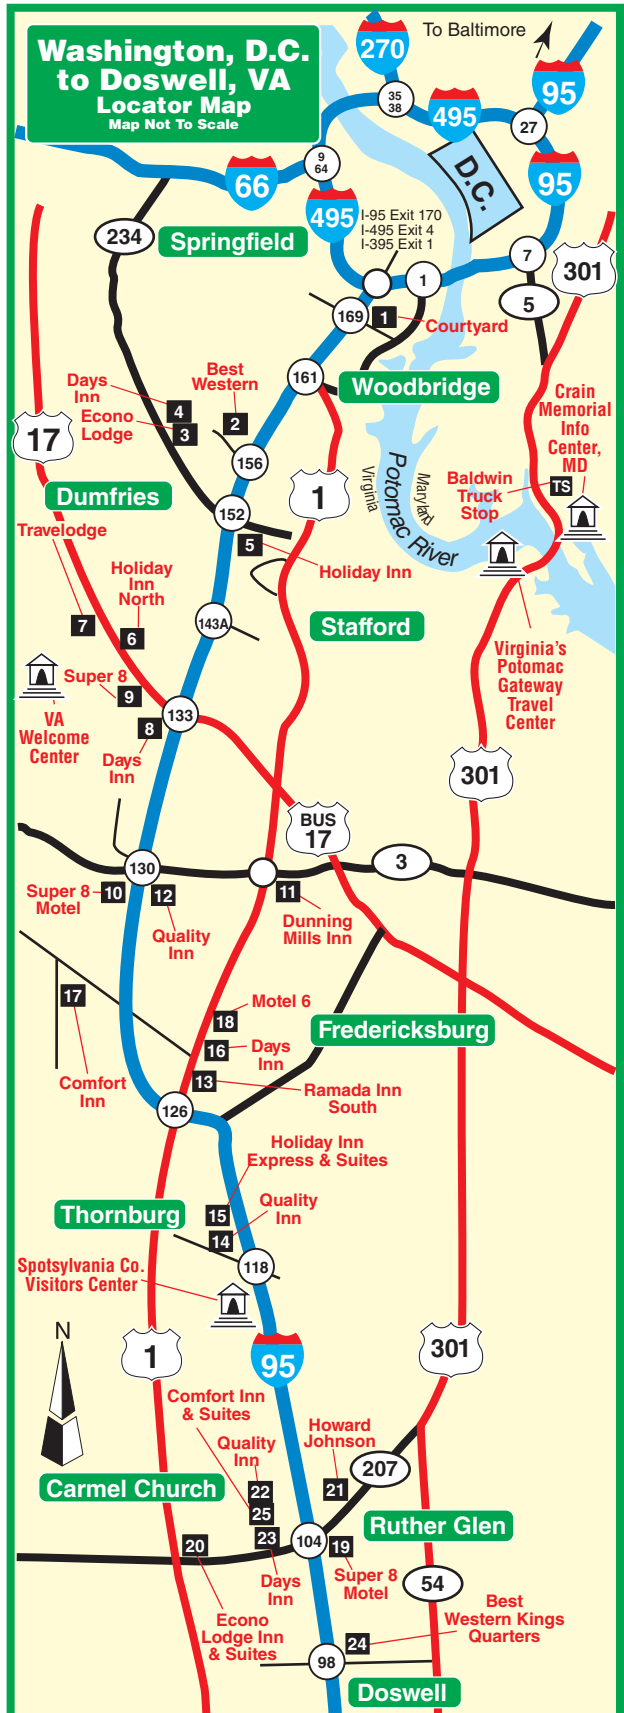 Washington, D.C.
to Doswell, VA
Locator Map
Map Not To Scale
To Baltimore
270
35
38
495
95
27
9
64
66
D.C.
95
495
I-95 Exit 170
I-495 Exit 4
I-395 Exit 1
234
Springfield
7
301
1
5
169
1
Courtyard
161
Woodbridge
Best
Western
2
Days
Inn
4
Econo
Lodge
3
Crain
Memorial
Info
Center,
MD
17
156
Potomac River
Maryland
Virginia
Baldwin
Truck
Stop
TS
Dumfries
1
152
Travelodge
5
Holiday Inn
Holiday
Inn
North
7
6
143A
Stafford
Virginia's
Potomac
Gateway
Travel
Center
Super 8
9
VA
Welcome
Center
133
8
Days
Inn
301
BUS
17
130
3
Super 8
Motel
10
12
11
Quality
Inn
Dunning
Mills Inn
17
Motel 6
18
Fredericksburg
16
Days
Inn
Comfort
Inn
13
Ramada Inn
South
126
Holiday Inn
Express & Suites
Thornburg
15
Quality
Inn
14
Spotsylvania Co.
Visitors Center
118
N
1
95
301
Comfort Inn
& Suites
Howard
Johnson
Quality
Inn
207
Carmel Church
22
21
25
Ruther Glen
20
23
104
19
Days
Inn
Super 8
Motel
54
Econo
Lodge Inn
& Suites
Best
Western Kings
Quarters
24
98
Doswell